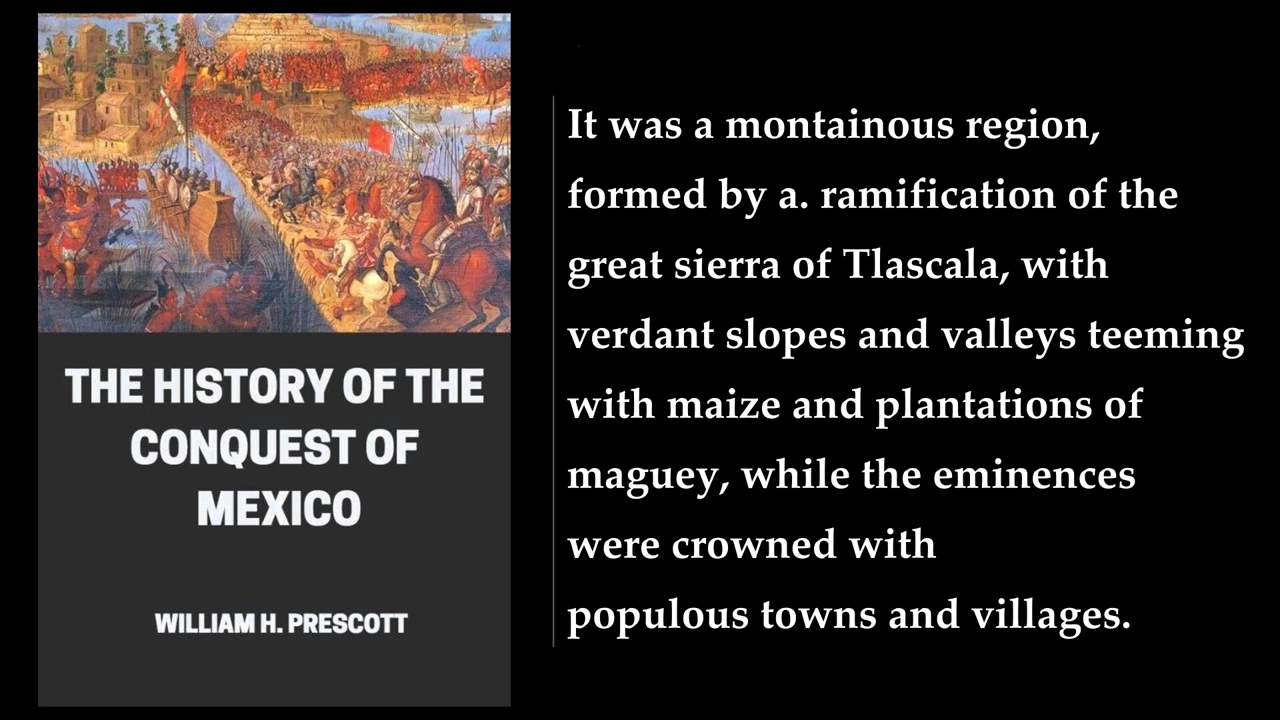 THE HISTORY OF THE
CONQUEST OF
MEXICO
WILLIAM H. PRESCOTT
It was a montainous region,
formed by a. ramification of the
great sierra of Tlascala, with
verdant slopes and valleys teeming
with maize and plantations of
maguey, while the eminences
were crowned with
populous towns and villages.